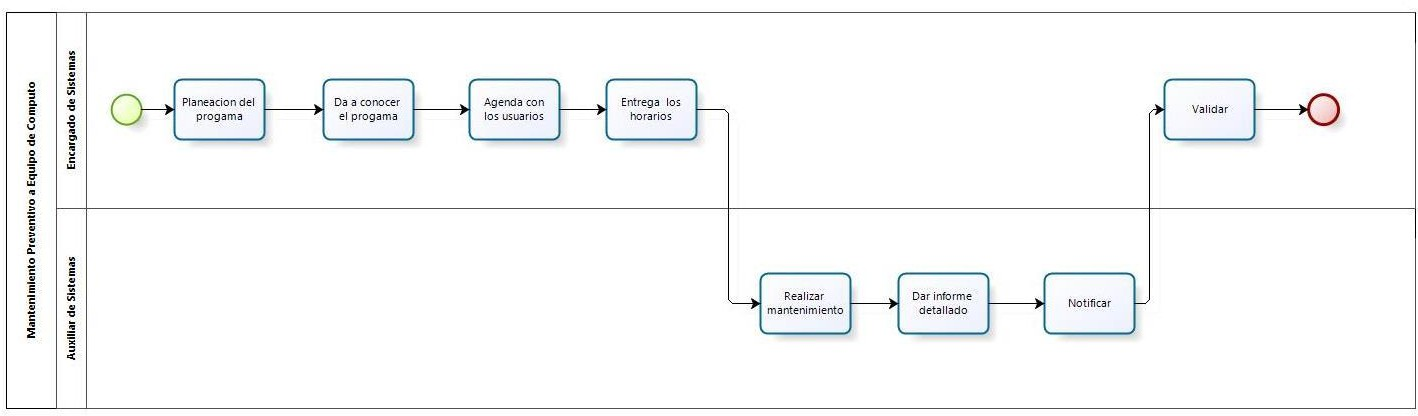 Mantenimiento Preventivo a Equipo de Computo
Encargado de Sistemas
Planeacion del
progama
Da a conocer
el progama
Agenda con
los usuarios
Entrega los
horarios
Validar
Auxiliar de Sistemas
Realizar
mantenimiento
Dar informe
detallado
Notificar